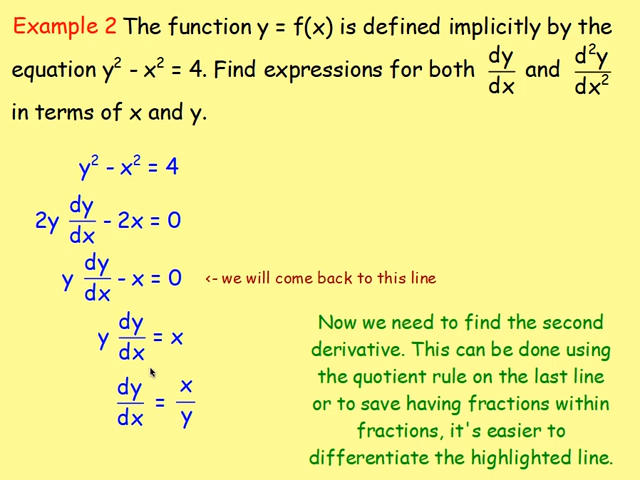 Example 2 The function y = f(x) is defined implicitly by the
equation y² - x² = 4. Find expressions for both dy/dx and d²y/dx²
in terms of x and y.
y² - x² = 4
2y dy/dx - 2x = 0
y dy/dx - x = 0 <- we will come back to this line
y dy/dx = x
dy/dx = x/y
Now we need to find the second
derivative. This can be done using
the quotient rule on the last line
or to save having fractions within
fractions, it's easier to
differentiate the highlighted line.